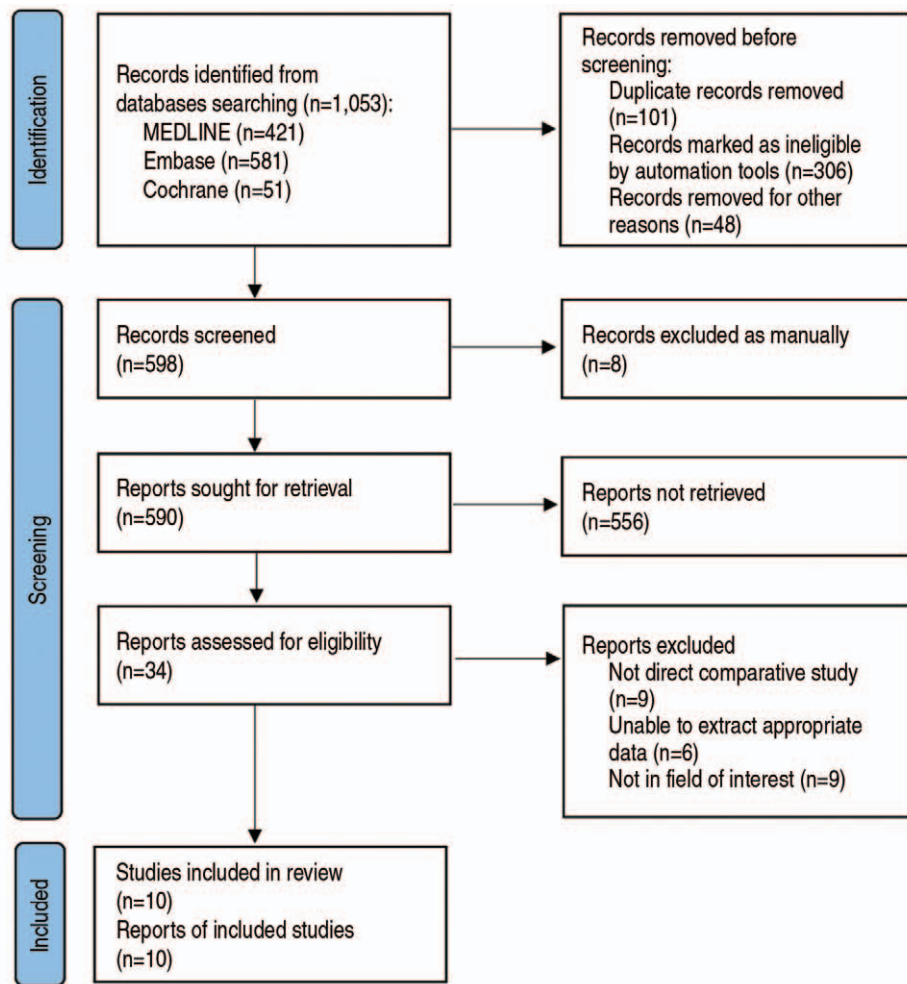 Identification
Records identified from
databases searching (n=1,053):
MEDLINE (n=421)
Embase (n=581)
Cochrane (n=51)
Records removed before
screening:
Duplicate records removed
(n=101)
Records marked as ineligible
by automation tools (n=306)
Records removed for other
reasons (n=48)
Screening
Records screened
(n=598)
Records excluded as manually
(n=8)
Reports sought for retrieval
(n=590)
Reports not retrieved
(n=556)
Reports assessed for eligibility
(n=34)
Reports excluded
Not direct comparative study
(n=9)
Unable to extract appropriate
data (n=6)
Not in field of interest (n=9)
Included
Studies included in review
(n=10)
Reports of included studies
(n=10)